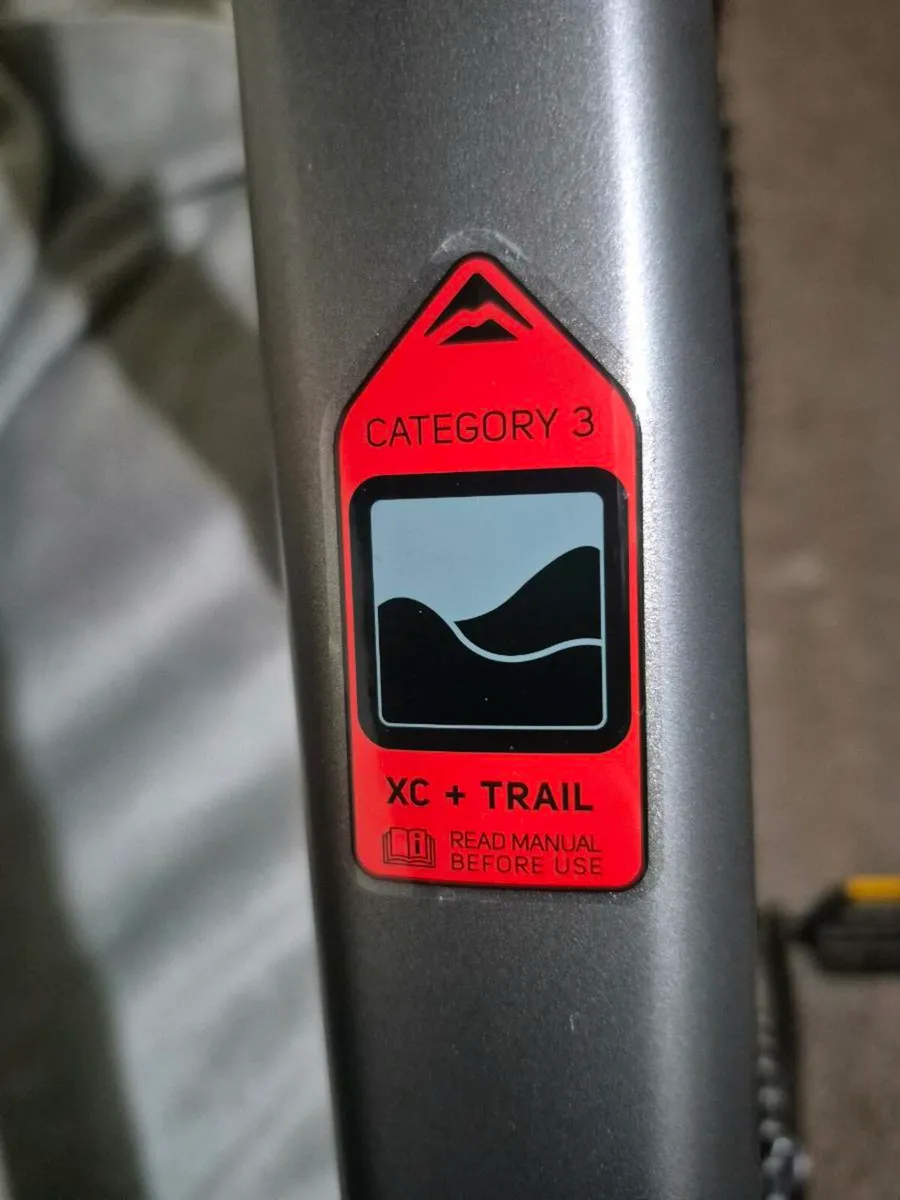 CATEGORY 3
XC + TRAIL
READ MANUAL
BEFORE USE